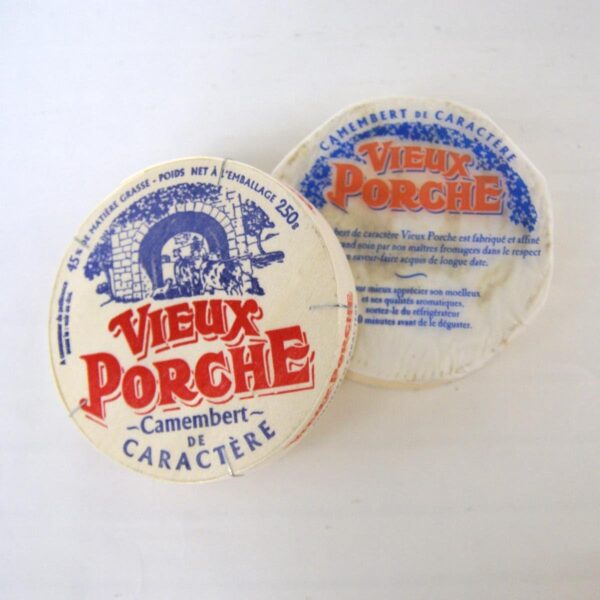 45% DE MATIÈRE GRASSE - POIDS NET À L'EMBALLAGE 250g
VIEUX
PORCHE
~Camembert~
DE
CARACTÈRE
CAMEMBERT DE CARACTÈRE
VIEUX
PORCHE
de caractère Vieux Porche est fabriqué et affiné
soin par nos maîtres fromagers dans le respect
savoir-faire acquis de longue date.
mieux apprécier son moelleux
et ses qualités aromatiques,
sortez-le du réfrigérateur
minutes avant de le déguster.